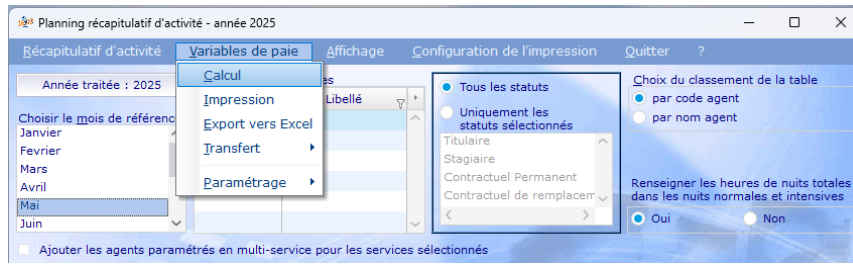 Planning récapitulatif d'activité - année 2025
Récapitulatif d'activité Variables de paie Affichage Configuration de l'impression Quitter ?
Année traitée : 2025
Choisir le mois de référenc
Janvier
Fevrier
Mars
Avril
Mai
Juin
Calcul
Impression
Export vers Excel
Transfert
Paramétrage
es
Libellé
Tous les statuts
Uniquement les
statuts sélectionnés
Titulaire
Stagiaire
Contractuel Permanent
Contractuel de remplacem
Choix du classement de la table
par code agent
par nom agent
Renseigner les heures de nuits totales
dans les nuits normales et intensives
Oui Non
Ajouter les agents paramétrés en multi-service pour les services sélectionnés